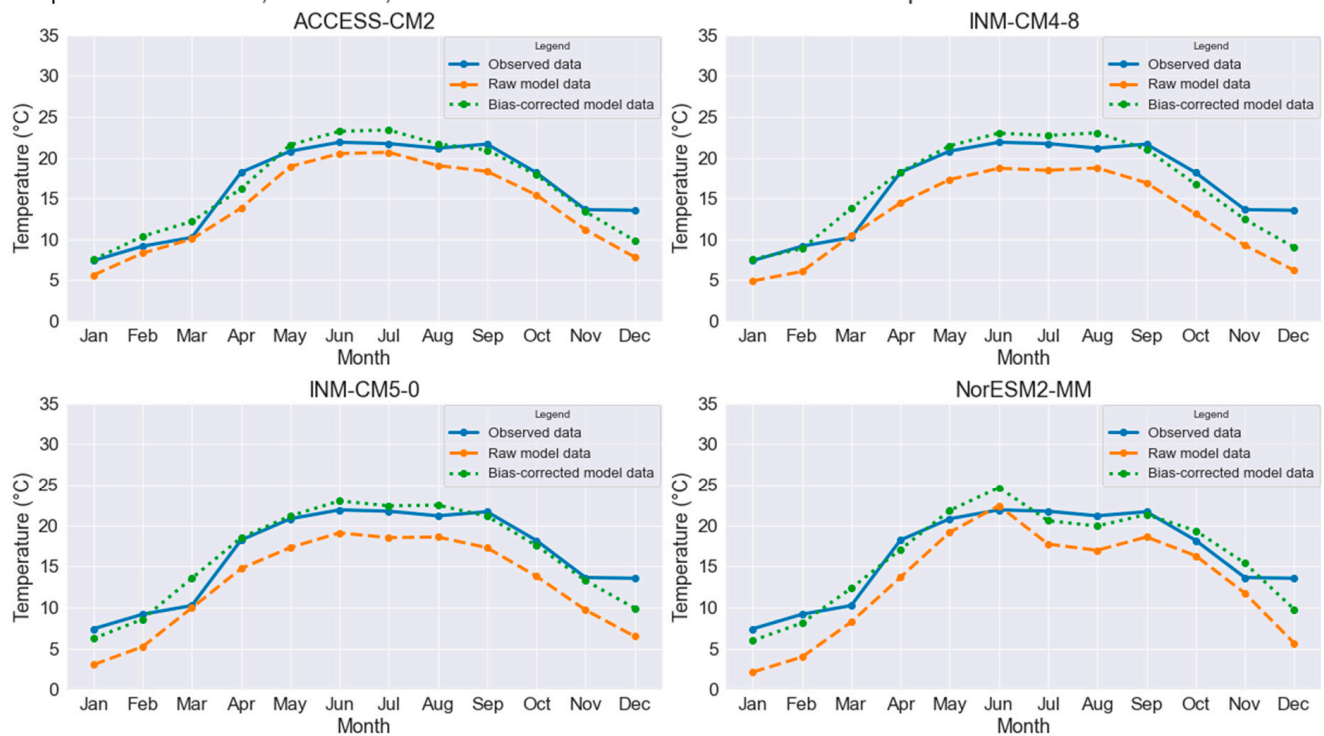 ACCESS-CM2
35
30
25
20
15
10
5
0
Temperature (°C)
Legend
Observed data
Raw model data
Bias-corrected model data
Jan Feb Mar Apr May Jun Jul Aug Sep Oct Nov Dec
Month
INM-CM4-8
35
30
25
20
15
10
5
0
Temperature (°C)
Legend
Observed data
Raw model data
Bias-corrected model data
Jan Feb Mar Apr May Jun Jul Aug Sep Oct Nov Dec
Month
INM-CM5-0
35
30
25
20
15
10
5
0
Temperature (°C)
Legend
Observed data
Raw model data
Bias-corrected model data
Jan Feb Mar Apr May Jun Jul Aug Sep Oct Nov Dec
Month
NorESM2-MM
35
30
25
20
15
10
5
0
Temperature (°C)
Legend
Observed data
Raw model data
Bias-corrected model data
Jan Feb Mar Apr May Jun Jul Aug Sep Oct Nov Dec
Month